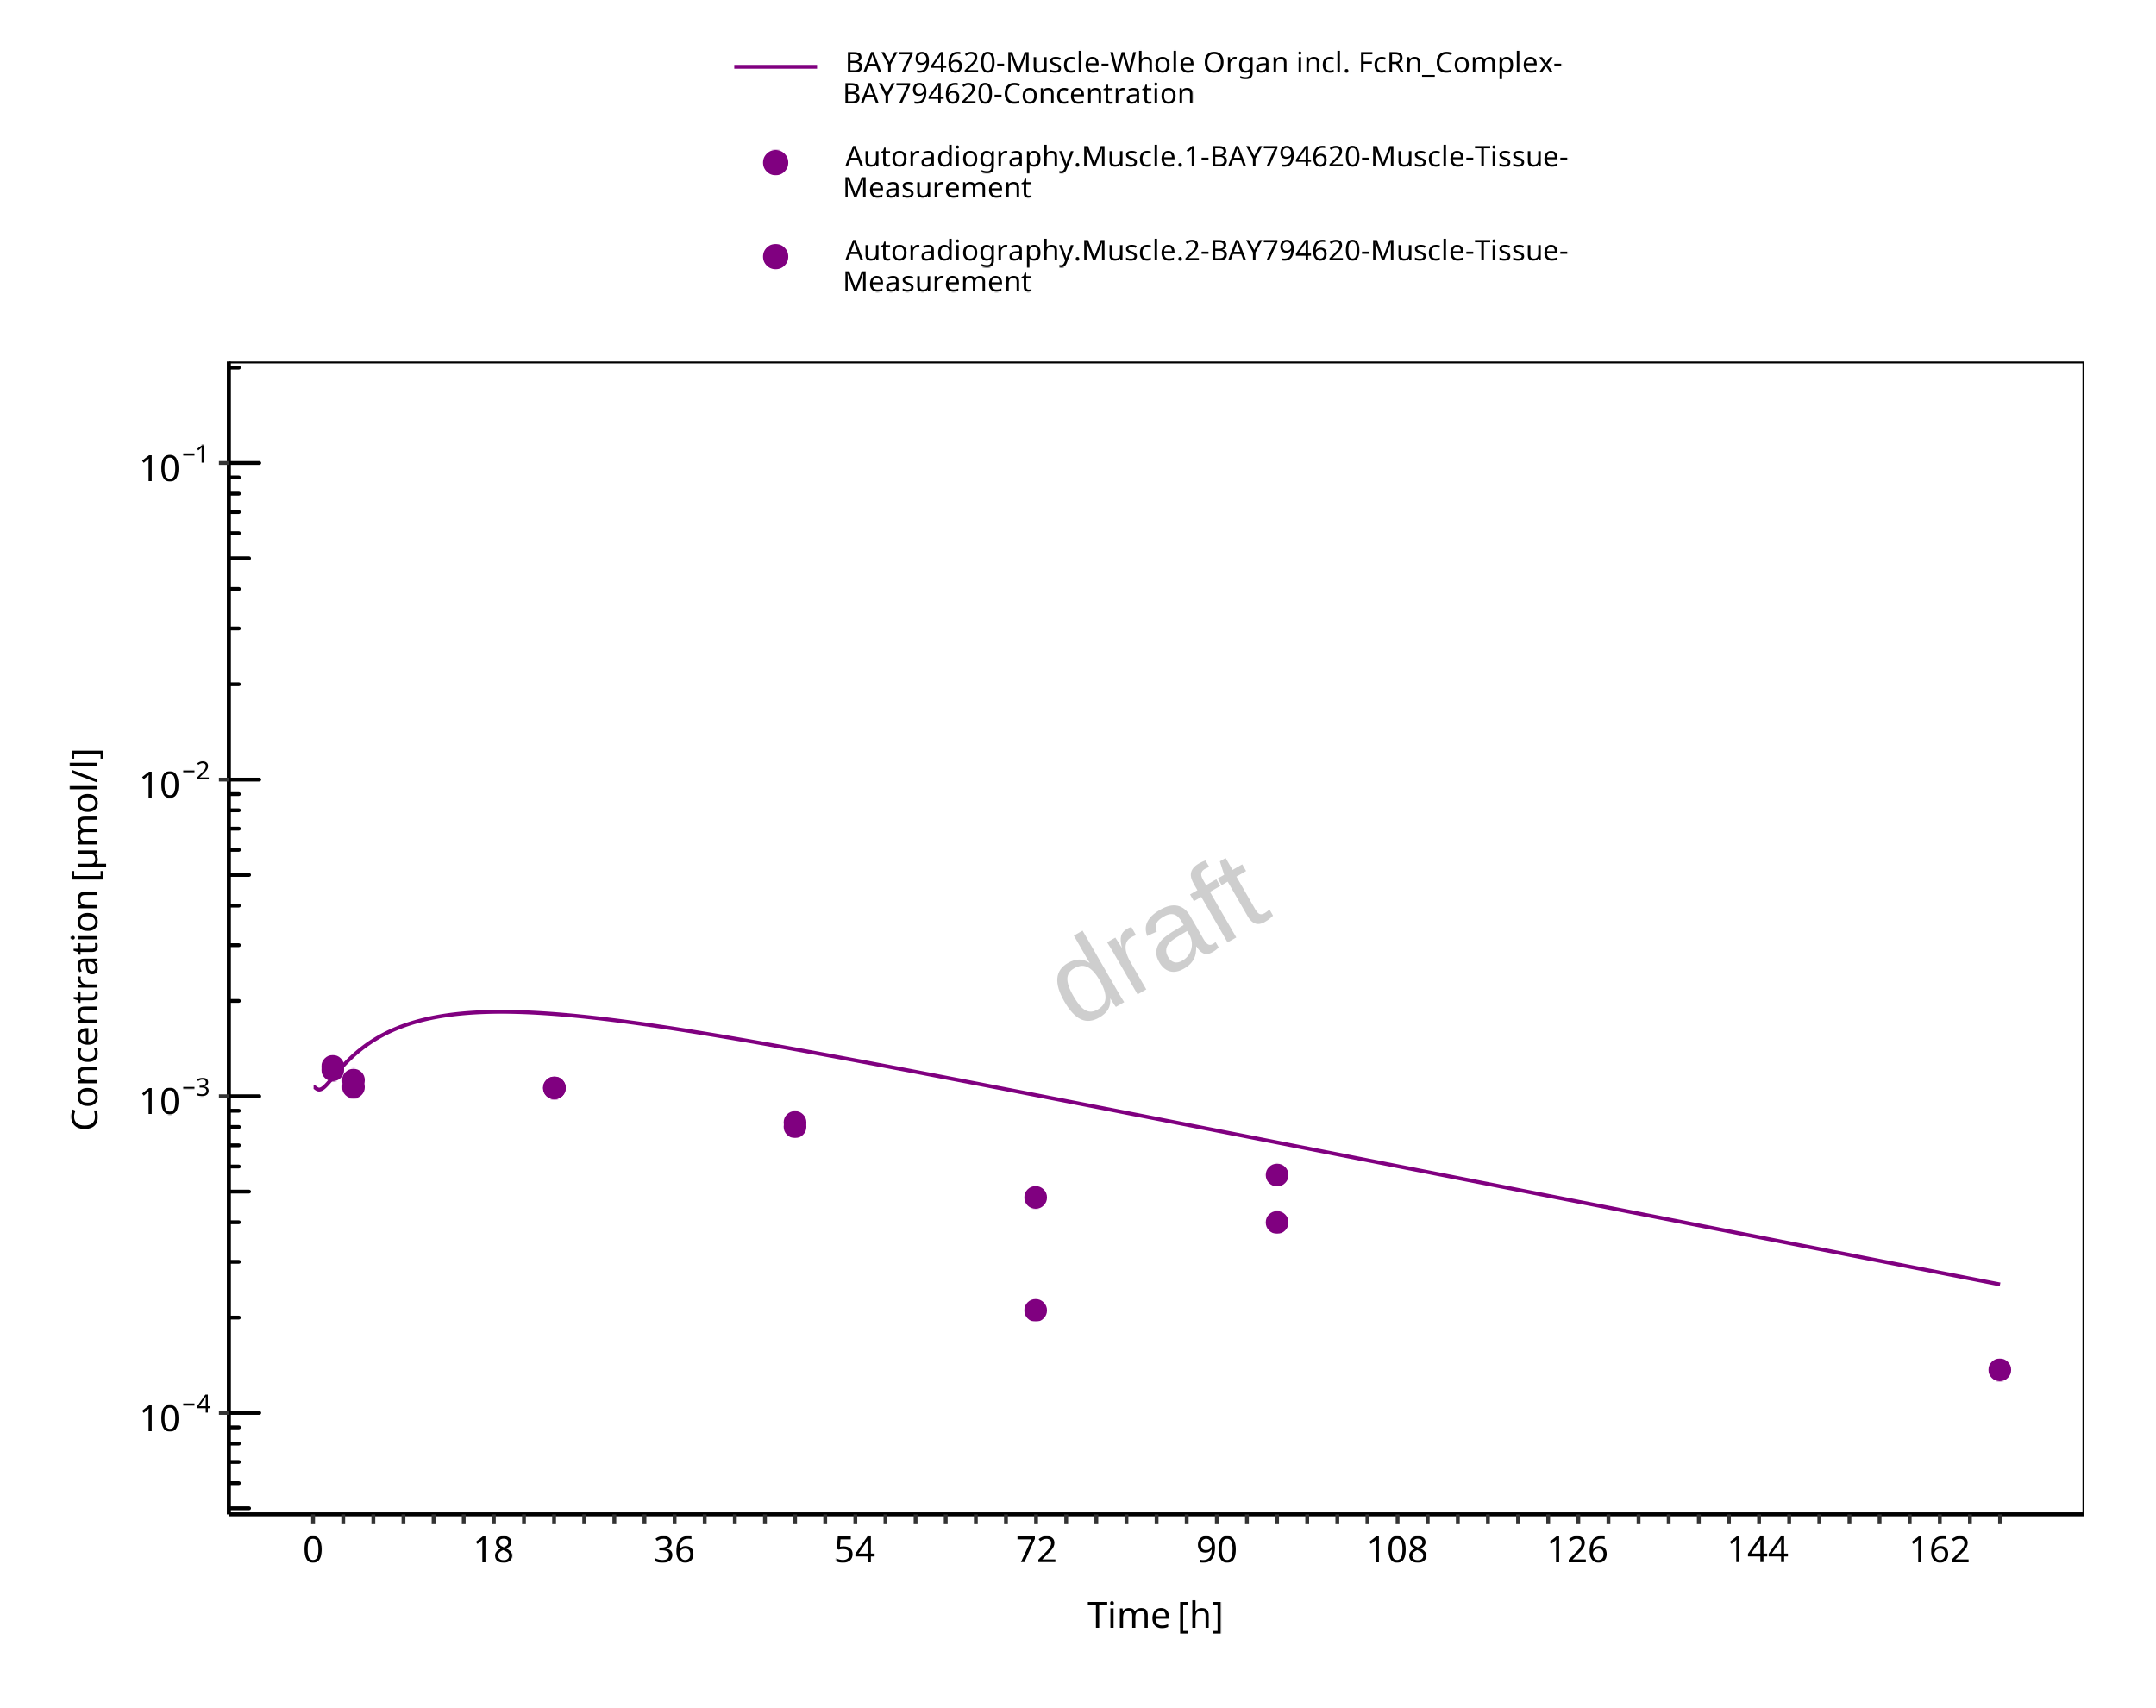 BAY794620-Muscle-Whole Organ incl. FcRn_Complex-
BAY794620-Concentration
Autoradiography.Muscle.1-BAY794620-Muscle-Tissue-
Measurement
Autoradiography.Muscle.2-BAY794620-Muscle-Tissue-
Measurement
10⁻¹
10⁻²
10⁻³
10⁻⁴
Concentration [µmol/l]
draft
0 18 36 54 72 90 108 126 144 162
Time [h]